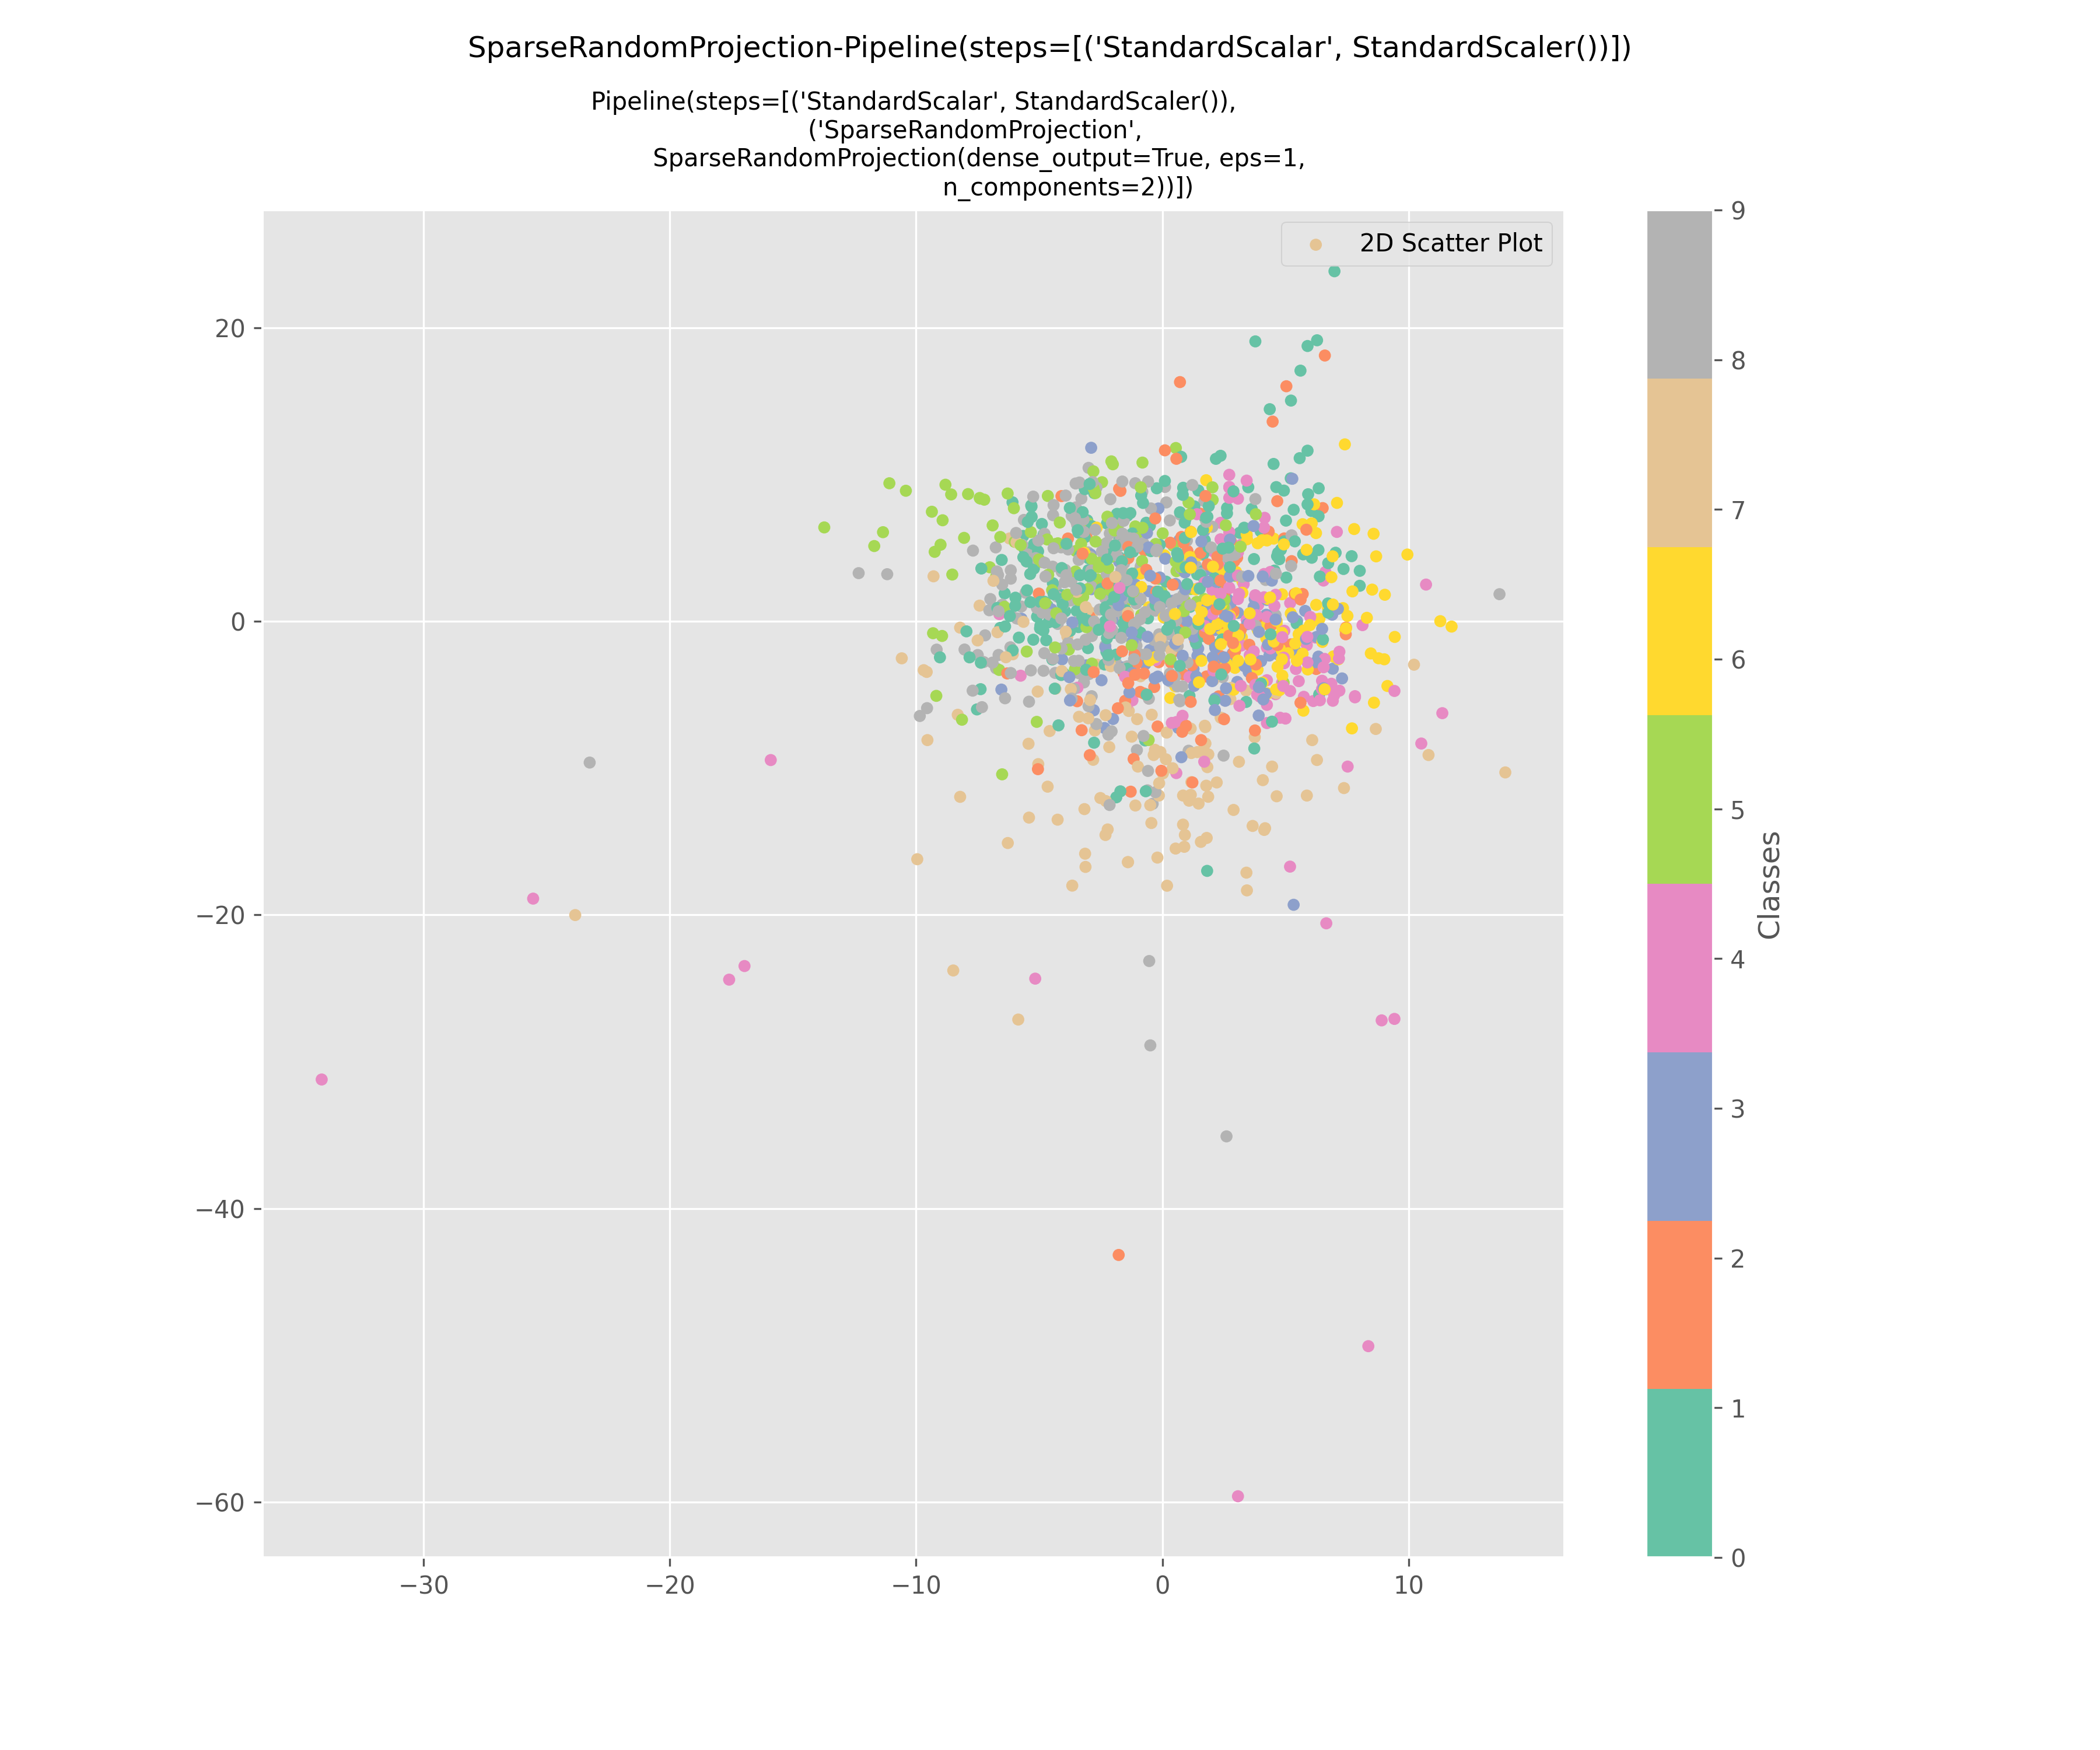 SparseRandomProjection-Pipeline(steps=[('StandardScalar', StandardScaler())])
Pipeline(steps=[('StandardScalar', StandardScaler()),
('SparseRandomProjection',
SparseRandomProjection(dense_output=True, eps=1,
n_components=2))])
2D Scatter Plot
20
0
−20
−40
−60
−30
−20
−10
0
10
9
8
7
6
5
4
3
2
1
0
Classes